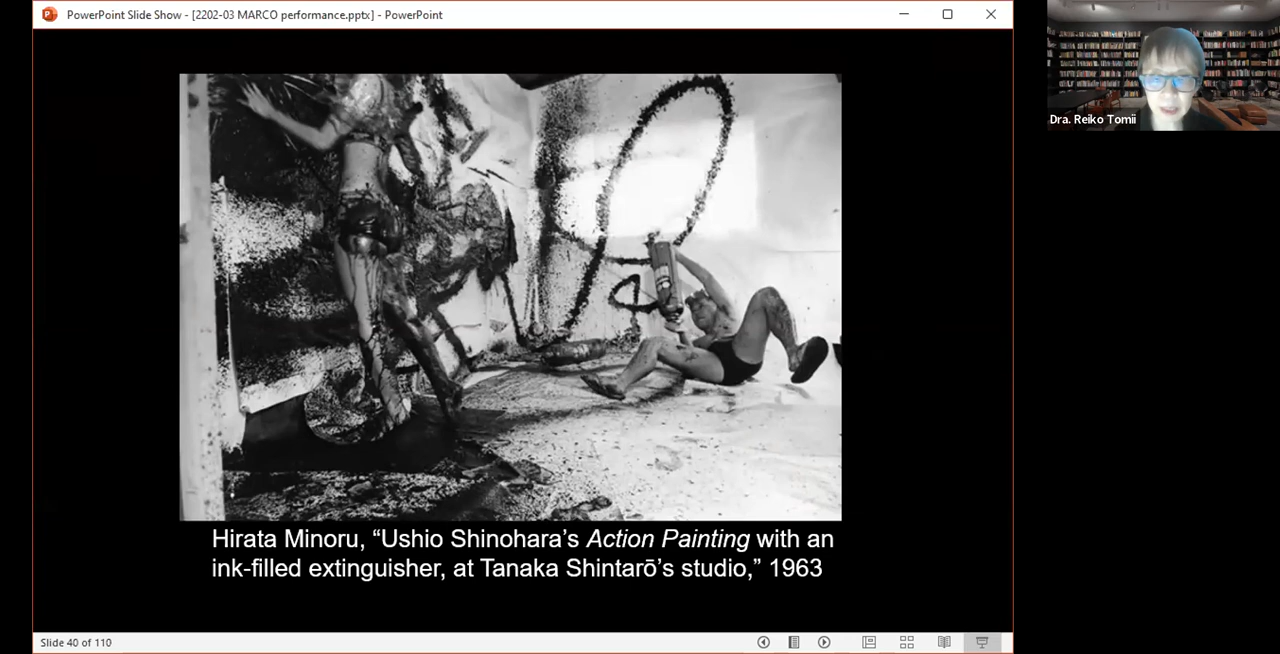 PowerPoint Slide Show - [2202-03 MARCO performance.pptx] - PowerPoint
Dra. Reiko Tomii
Hirata Minoru, “Ushio Shinohara’s Action Painting with an
ink-filled extinguisher, at Tanaka Shintarō’s studio,” 1963
Slide 40 of 110